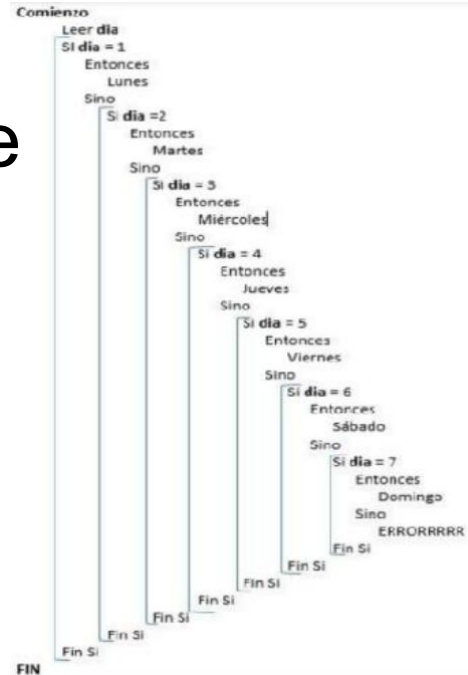 Comienzo
Leer dia
SI dia = 1
Entonces
Lunes
Sino
Si dia =2
e
Entonces
Martes
Sino
Si dia = 3
Entonces
Miércoles
Sino
Si dia = 4
Entonces
Jueves
Sino
Si dia = 5
Entonces
Viernes
Sino
Si dia = 6
Entonces
Sábado
Sino
Si dia = 7
Entonces
Domingo
Sino
ERRORRRRR
Fin Si
Fin Si
Fin Si
Fin Si
Fin Si
Fin Si
Fin Si
FIN